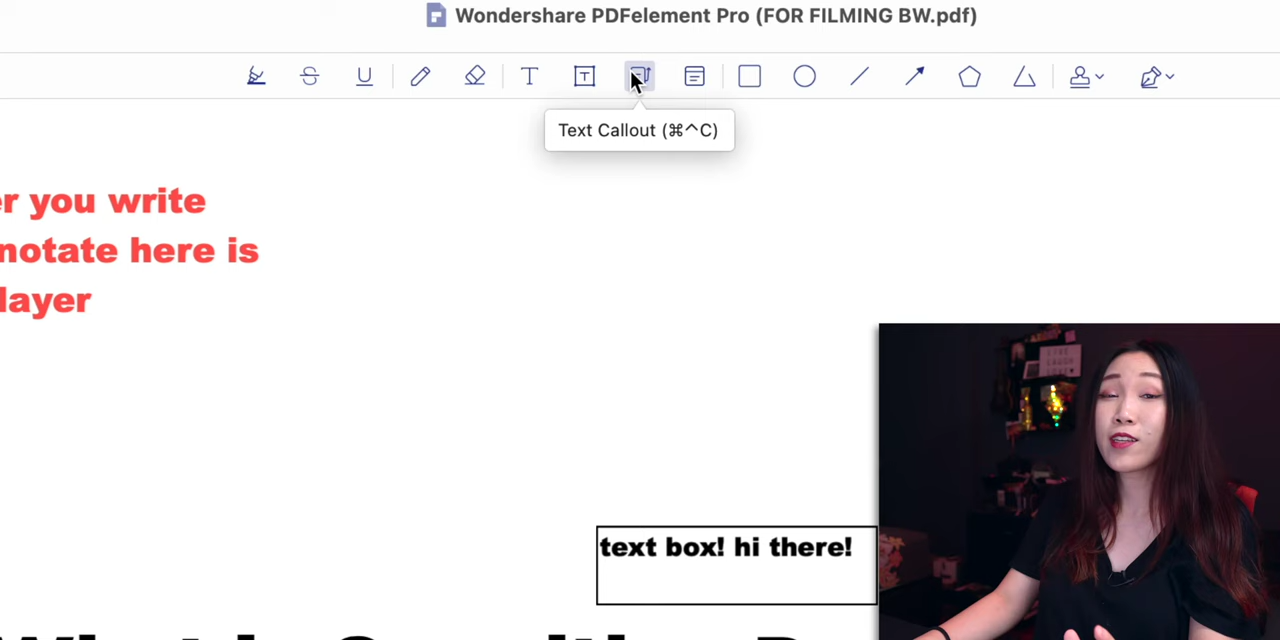 Wondershare PDFelement Pro (FOR FILMING BW.pdf)
Text Callout (⌘^C)
er you write
notate here is
layer
text box! hi there!